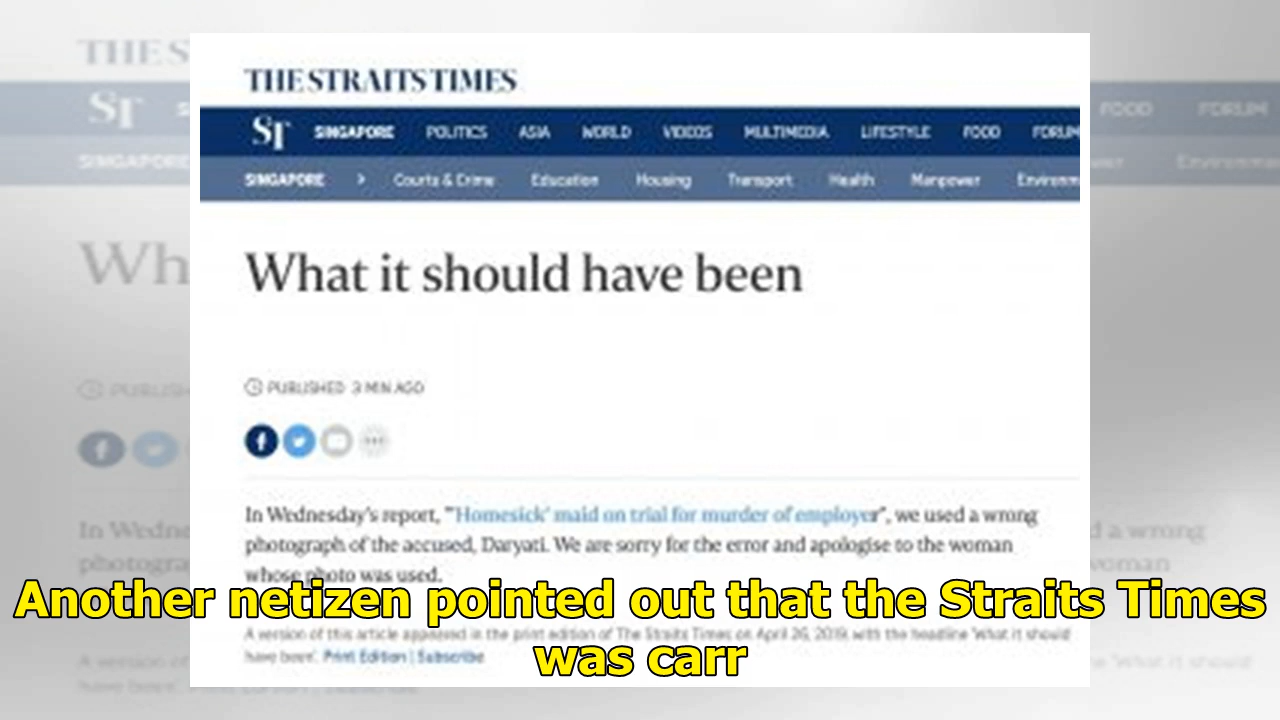 THE STRAITS TIMES
ST SINGAPORE POLITICS ASIA WORLD VIDEOS MULTIMEDIA LIFESTYLE FOOD FORUM
SINGAPORE > Courts & Crime Education Housing Transport Health Manpower Environm
What it should have been
PUBLISHED 3 MIN AGO
In Wednesday's report, "'Homesick' maid on trial for murder of employer", we used a wrong
photograph of the accused, Daryati. We are sorry for the error and apologise to the woman
whose photo was used.
Another netizen pointed out that the Straits Times
was carr
A version of this article appeared in the print edition of The Straits Times on April 26, 2019, with the headline 'What it should
have been'. Print Edition | Subscribe